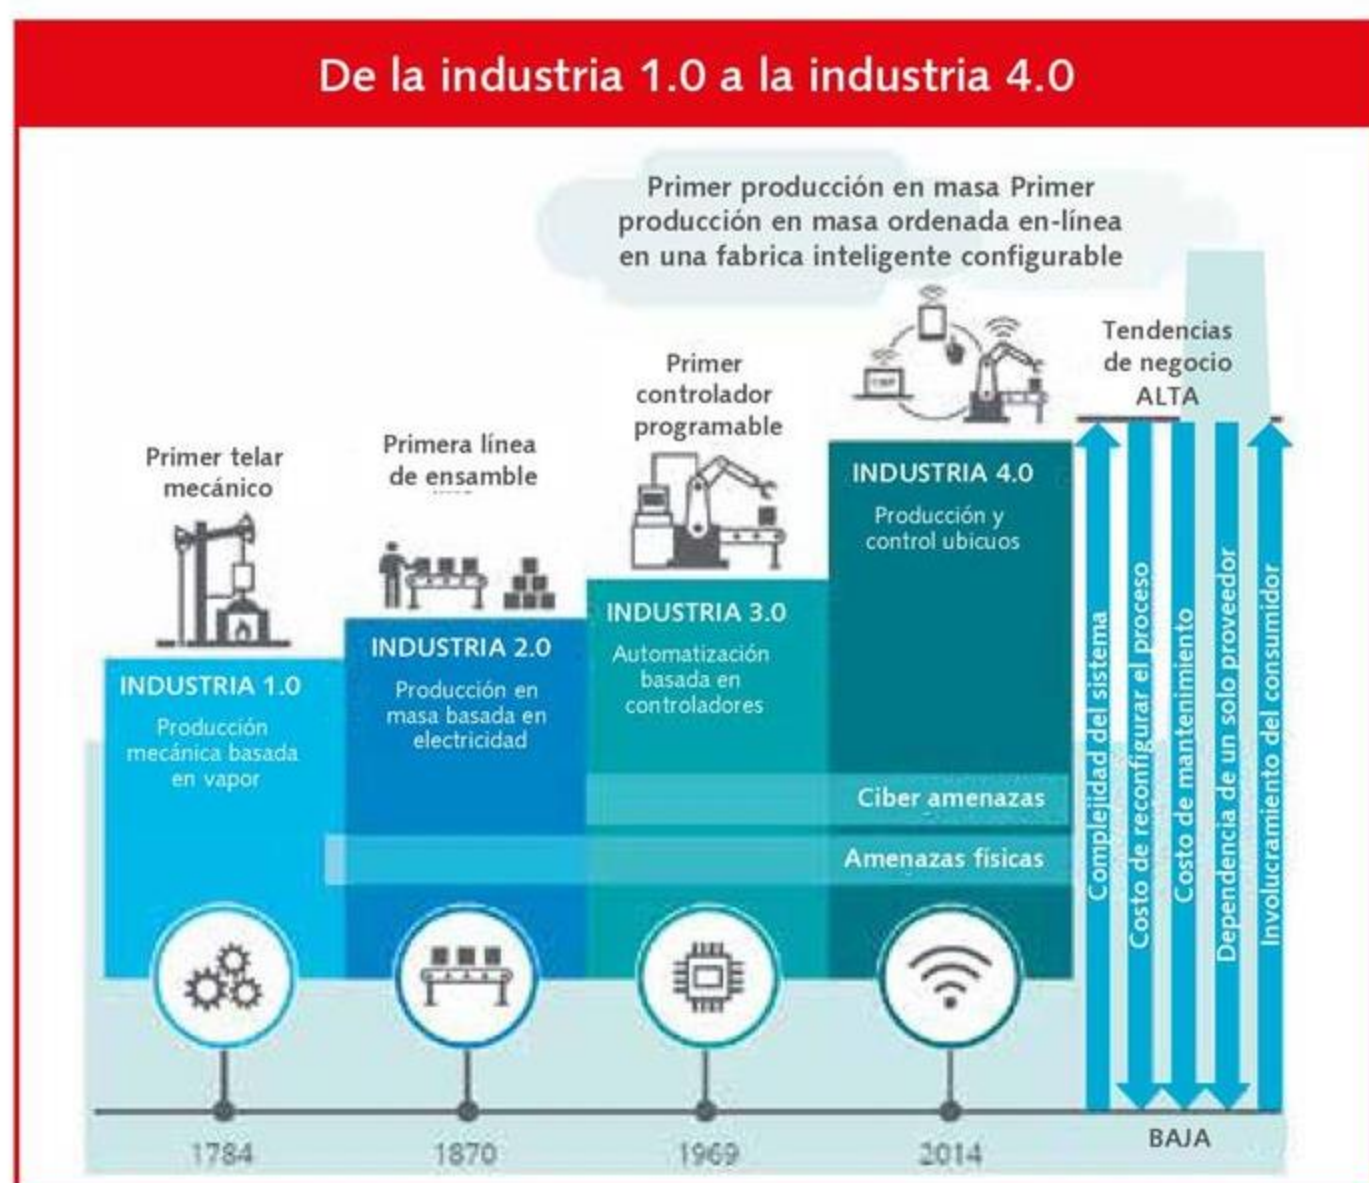 De la industria 1.0 a la industria 4.0
Primer producción en masa Primer
producción en masa ordenada en-línea
en una fabrica inteligente configurable
Tendencias
de negocio
ALTA
Primer
controlador
programable
Primera línea
de ensamble
Primer telar
mecánico
INDUSTRIA 1.0
Producción
mecánica basada
en vapor
INDUSTRIA 2.0
Producción en
masa basada en
electricidad
INDUSTRIA 3.0
Automatización
basada en
controladores
INDUSTRIA 4.0
Producción y
control ubicuos
Ciber amenazas
Amenazas físicas
Complejidad del sistema
Costo de reconfigurar el proceso
Costo de mantenimiento
Dependencia de un solo proveedor
Involucramiento del consumidor
BAJA
1784
1870
1969
2014